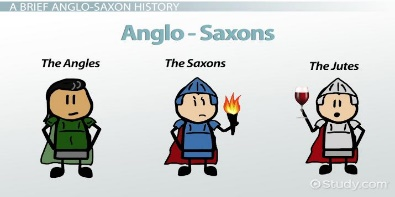 A BRIEF ANGLO-SAXON HISTORY
Anglo - Saxons
The Angles
The Saxons
The Jutes
Study.com